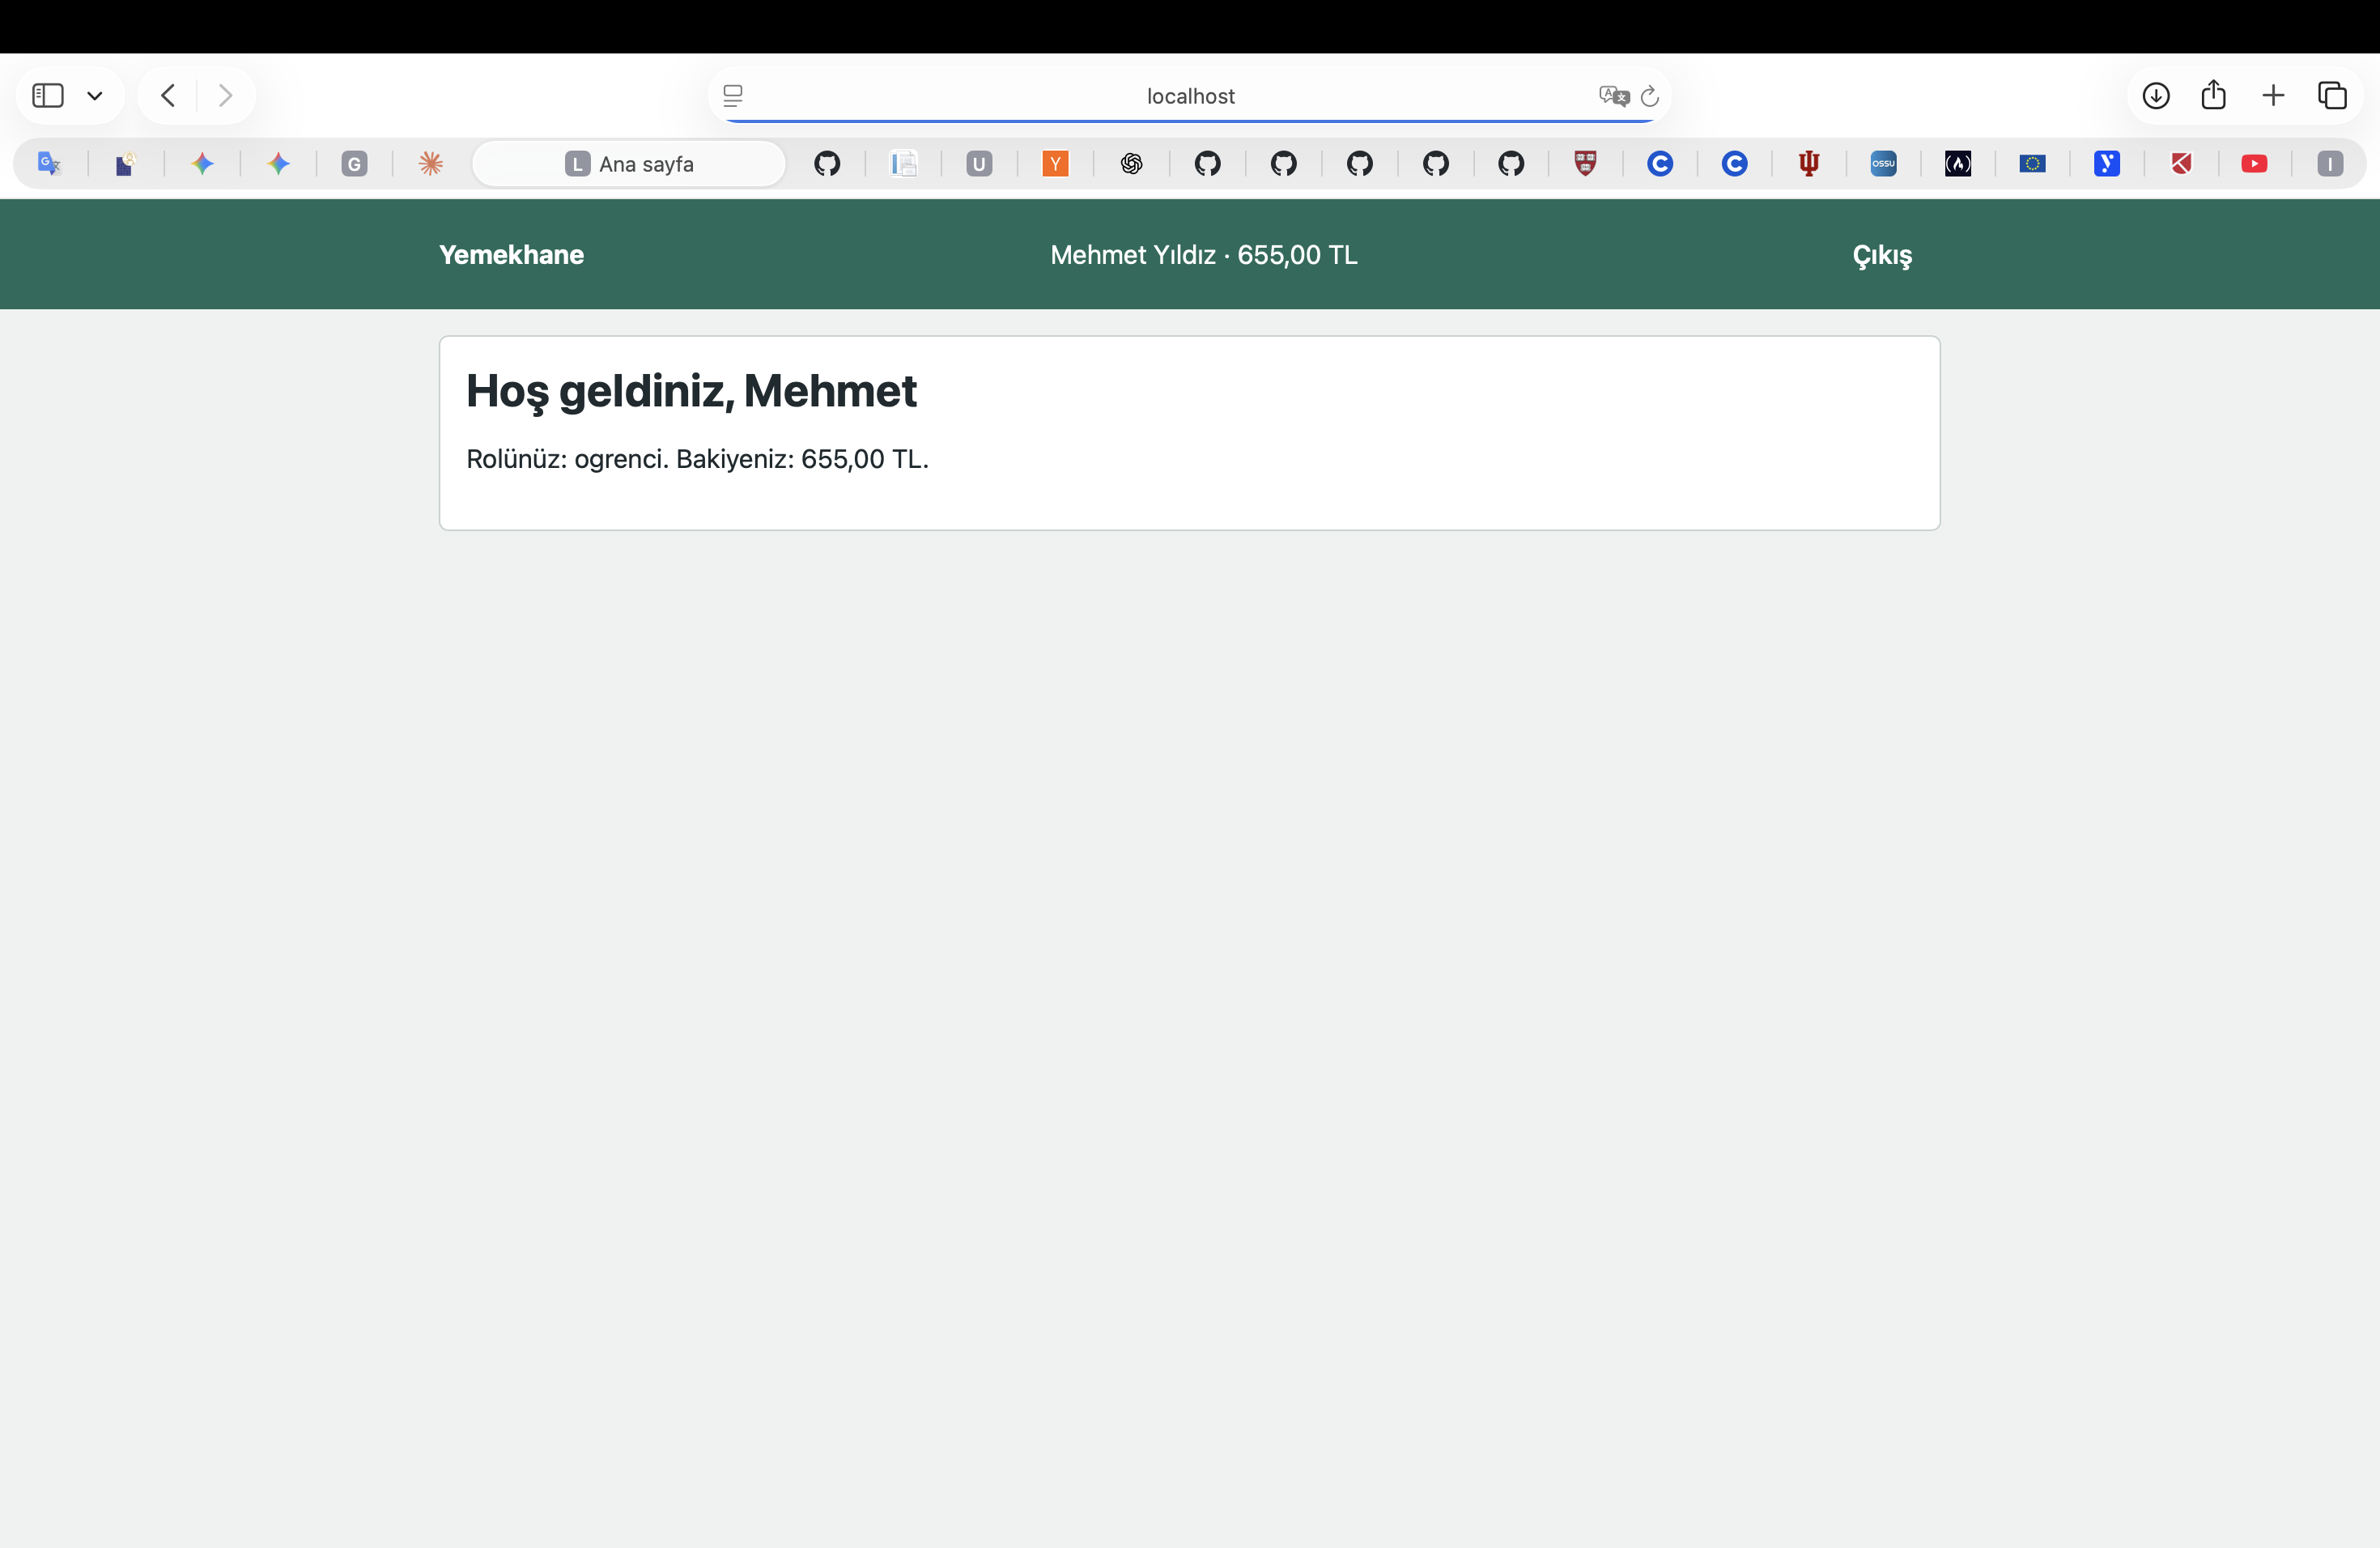 localhost
G
L Ana sayfa
U
Y
OSSU
I
Yemekhane
Mehmet Yıldız · 655,00 TL
Çıkış
Hoş geldiniz, Mehmet
Rolünüz: ogrenci. Bakiyeniz: 655,00 TL.